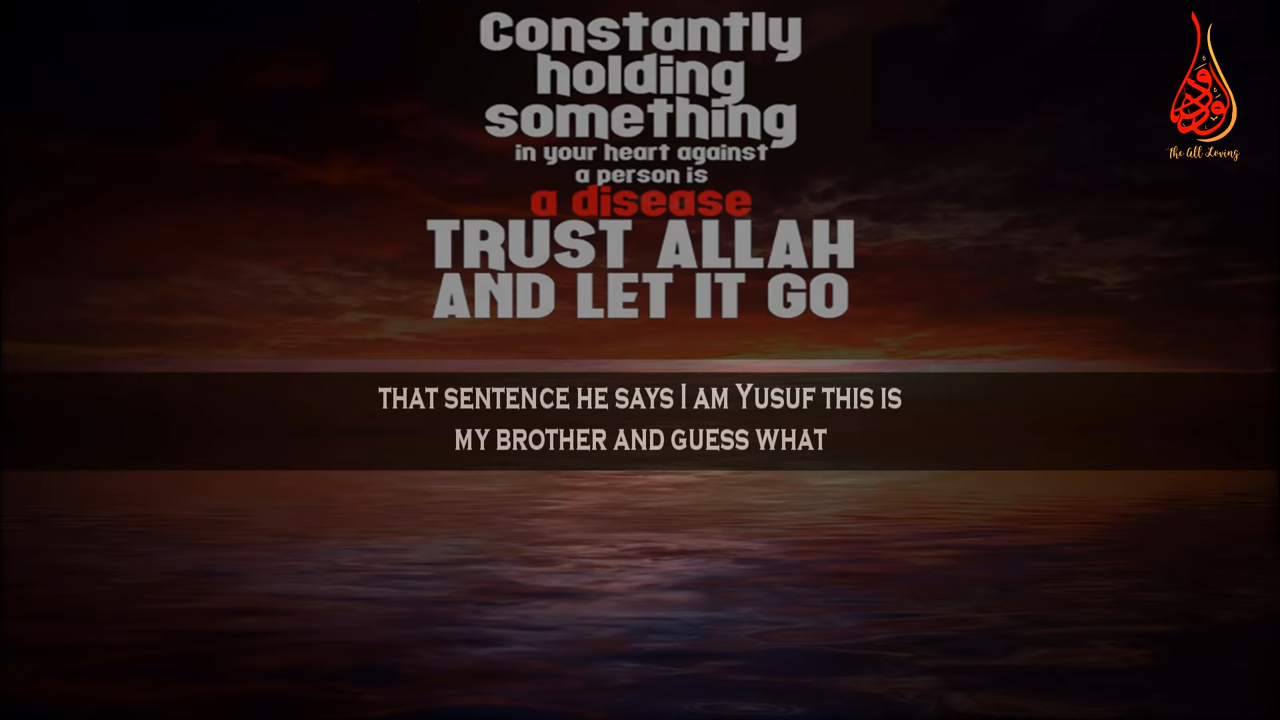 Constantly
holding
something
in your heart against
a person is
a disease
TRUST ALLAH
AND LET IT GO
الودود
The All Loving
THAT SENTENCE HE SAYS I AM YUSUF THIS IS
MY BROTHER AND GUESS WHAT